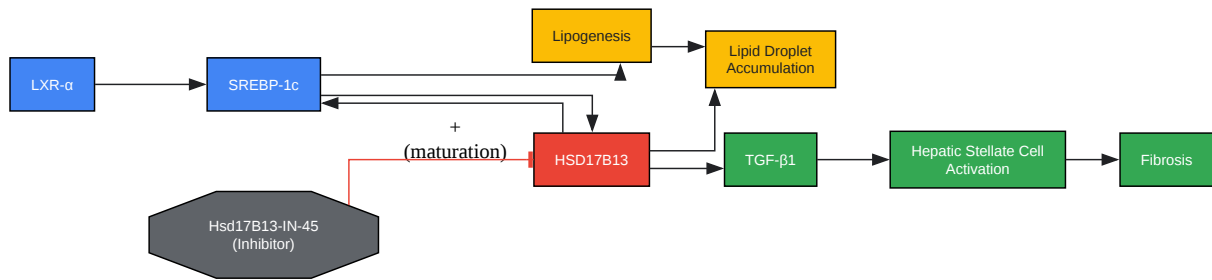 Lipogenesis
Lipid Droplet
Accumulation
LXR-α
SREBP-1c
+
(maturation)
HSD17B13
TGF-β1
Hepatic Stellate Cell
Activation
Fibrosis
Hsd17B13-IN-45
(Inhibitor)